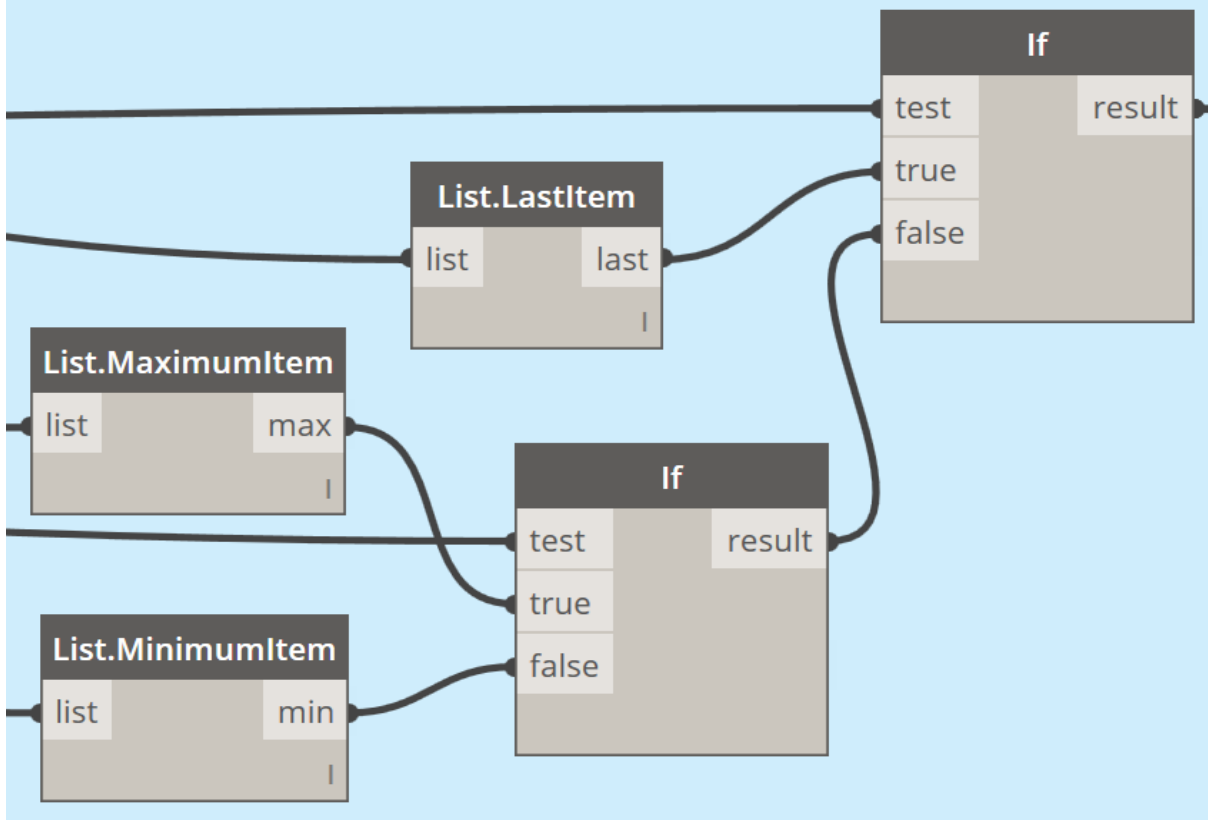 If
test result
true
false
List.LastItem
list last
l
List.MaximumItem
list max
l
If
test result
true
false
List.MinimumItem
list min
l